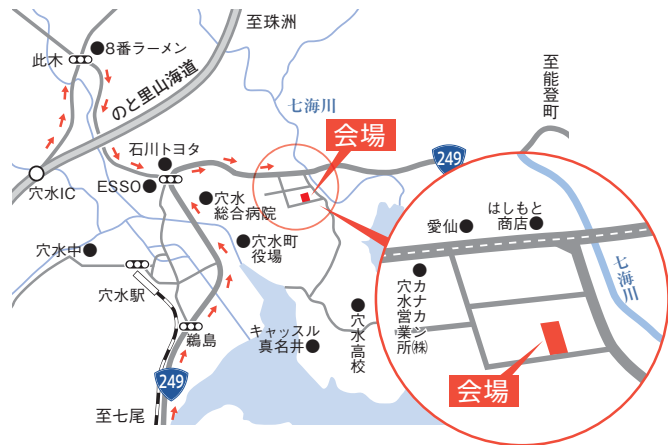 至珠洲
8番ラーメン
此木
のと里山海道
七海川
至能登町
会場
249
石川トヨタ
穴水IC
ESSO
穴水
総合病院
穴水町
役場
穴水中
穴水駅
鵜島
キャッスル
真名井
穴水高校
249
至七尾
愛仙
はしもと
商店
七海川
カナカン㈱
穴水営業所
会場